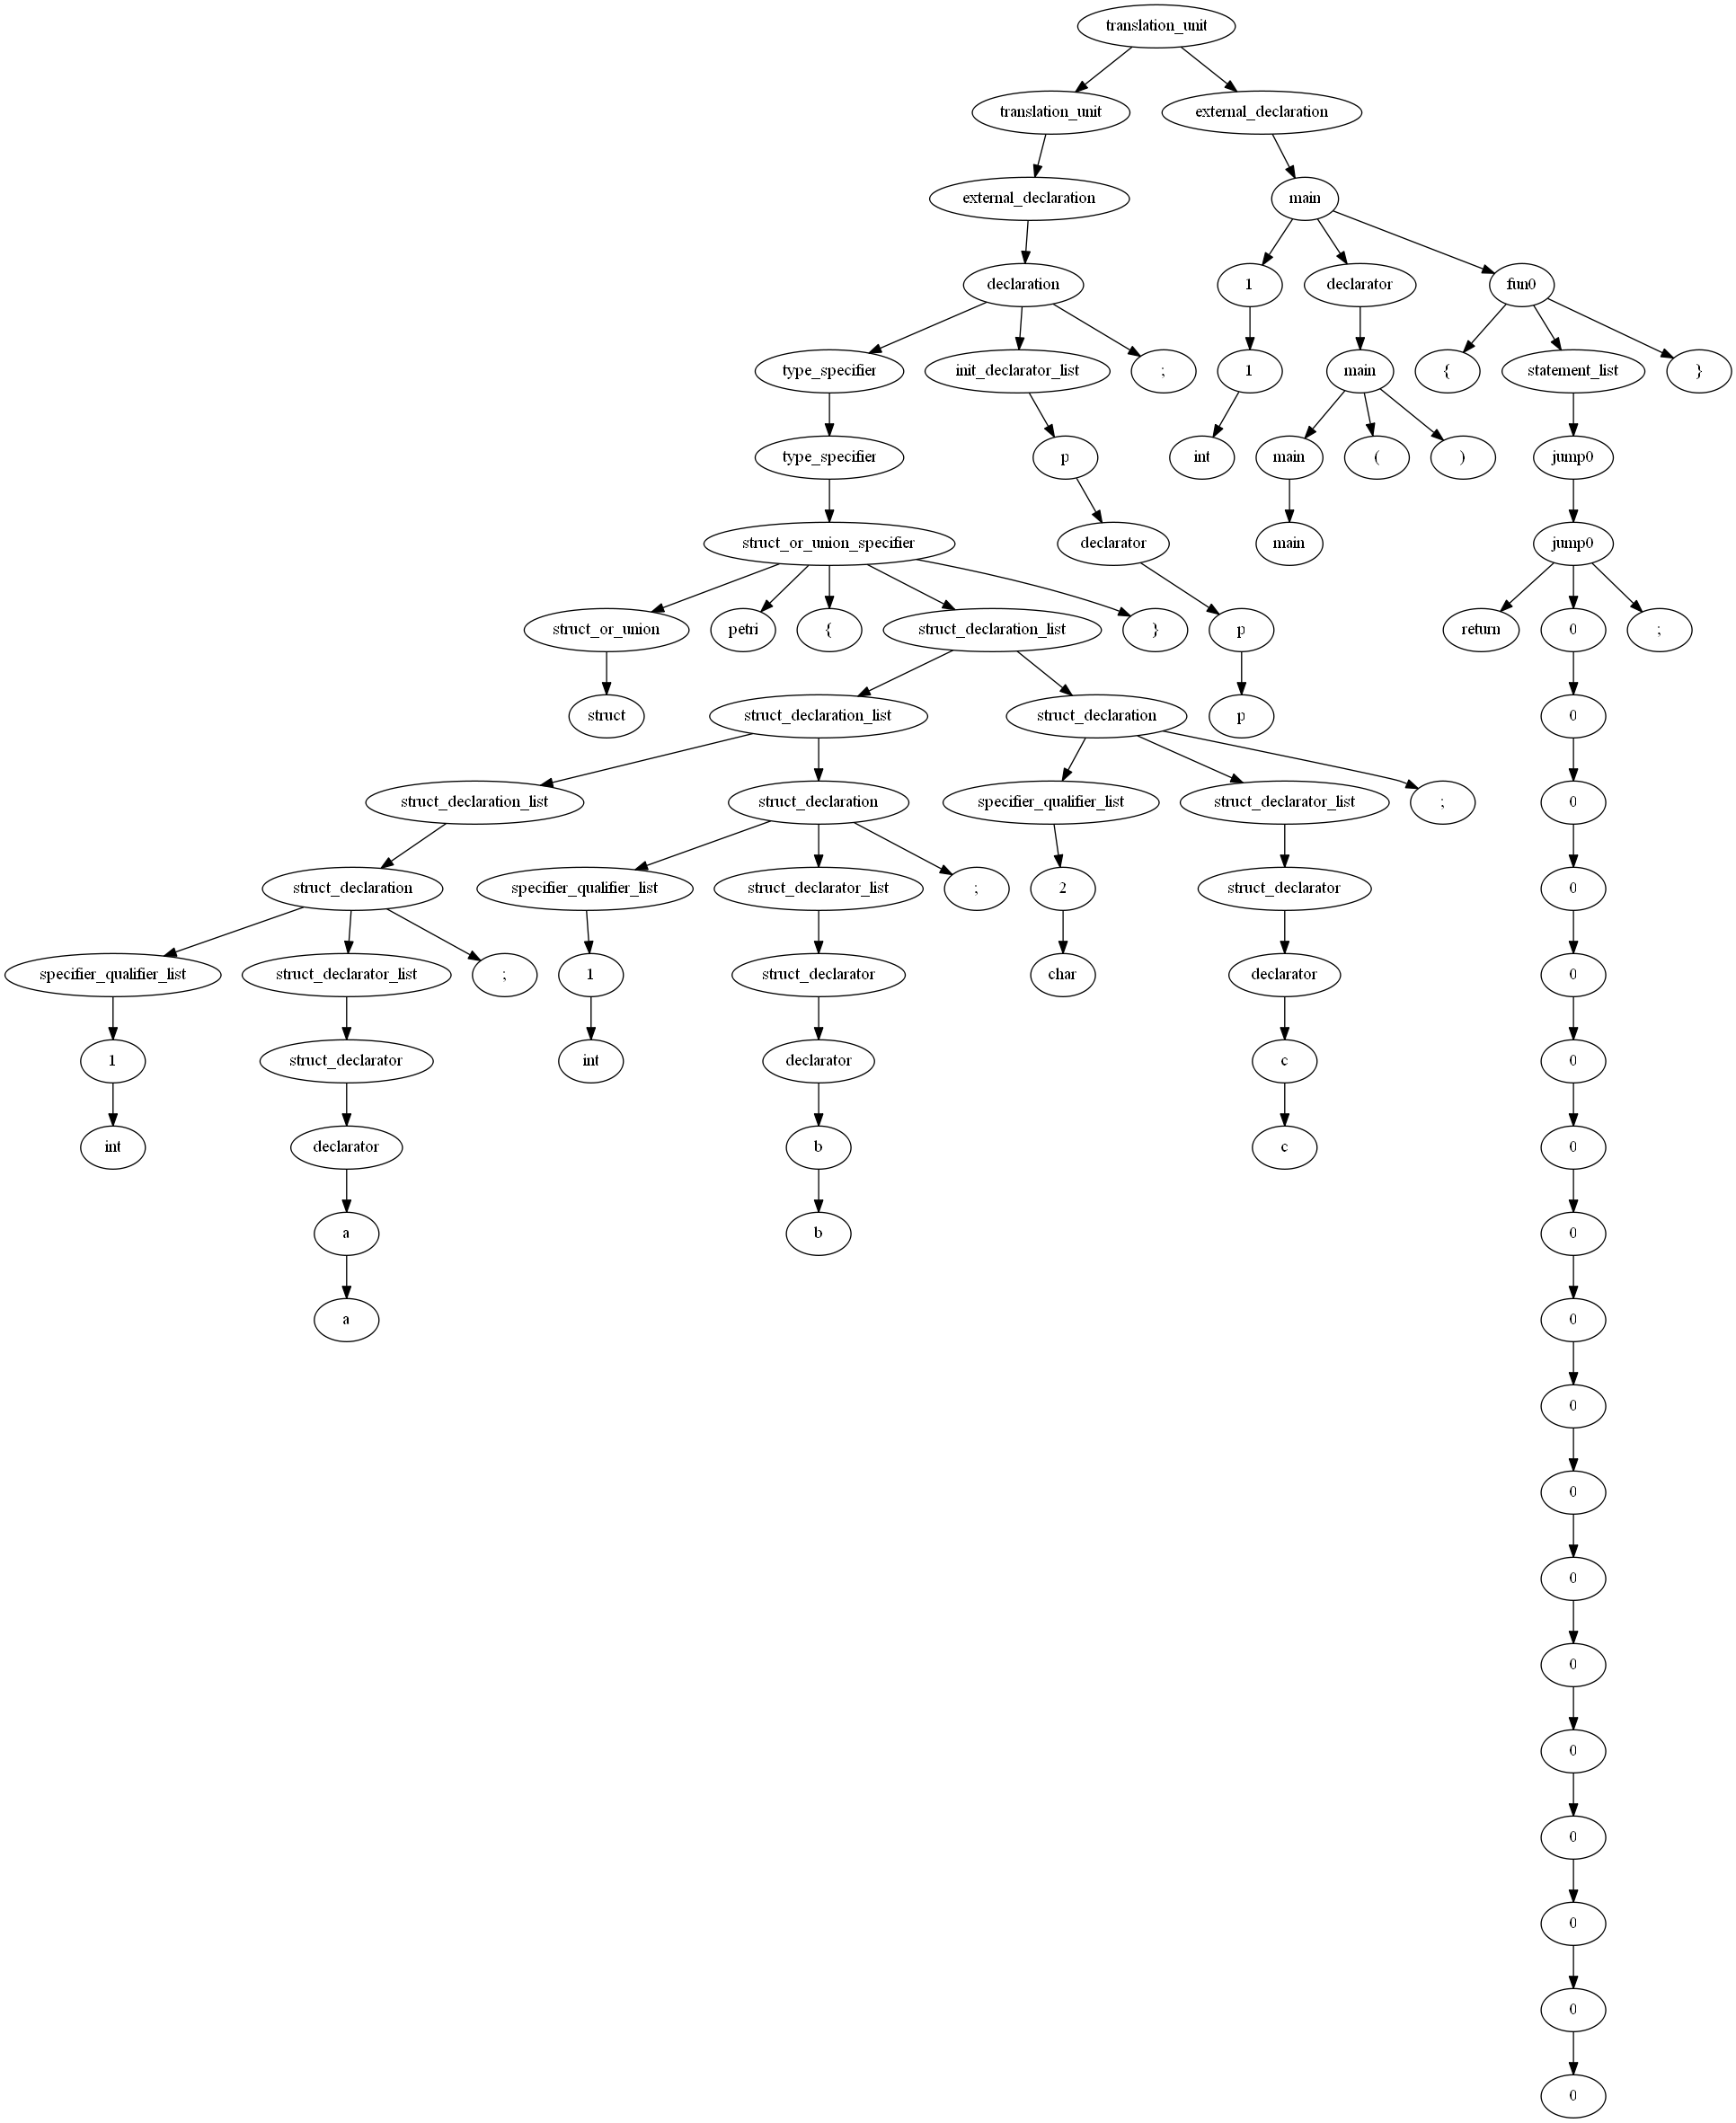 translation_unit
translation_unit external_declaration
external_declaration main
declaration 1 declarator fun0
type_specifier init_declarator_list ; 1 main { statement_list }
type_specifier p int main ( ) jump0
struct_or_union_specifier declarator main jump0
struct_or_union petri { struct_declaration_list } p return 0 ;
struct struct_declaration_list struct_declaration p 0
struct_declaration_list struct_declaration specifier_qualifier_list struct_declarator_list ; 0
struct_declaration specifier_qualifier_list struct_declarator_list ; 2 struct_declarator 0
specifier_qualifier_list struct_declarator_list ; 1 struct_declarator char declarator 0
1 struct_declarator int declarator c 0
int declarator b c 0
a b 0
a 0
0
0
0
0
0
0
0
0
0